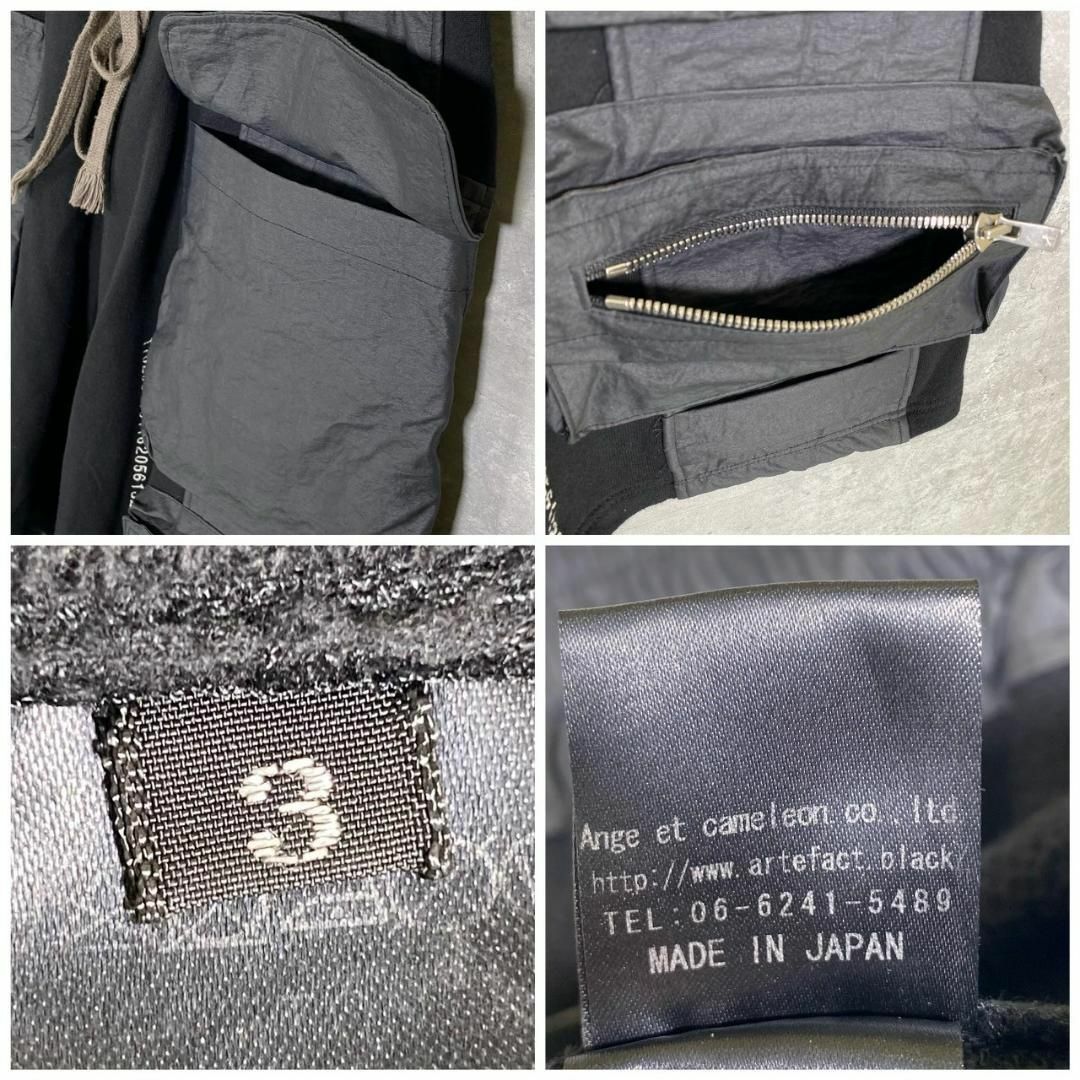 3
Ange et cameleon co.,ltd
http://www.artefact.black/
TEL:06-6241-5489
MADE IN JAPAN